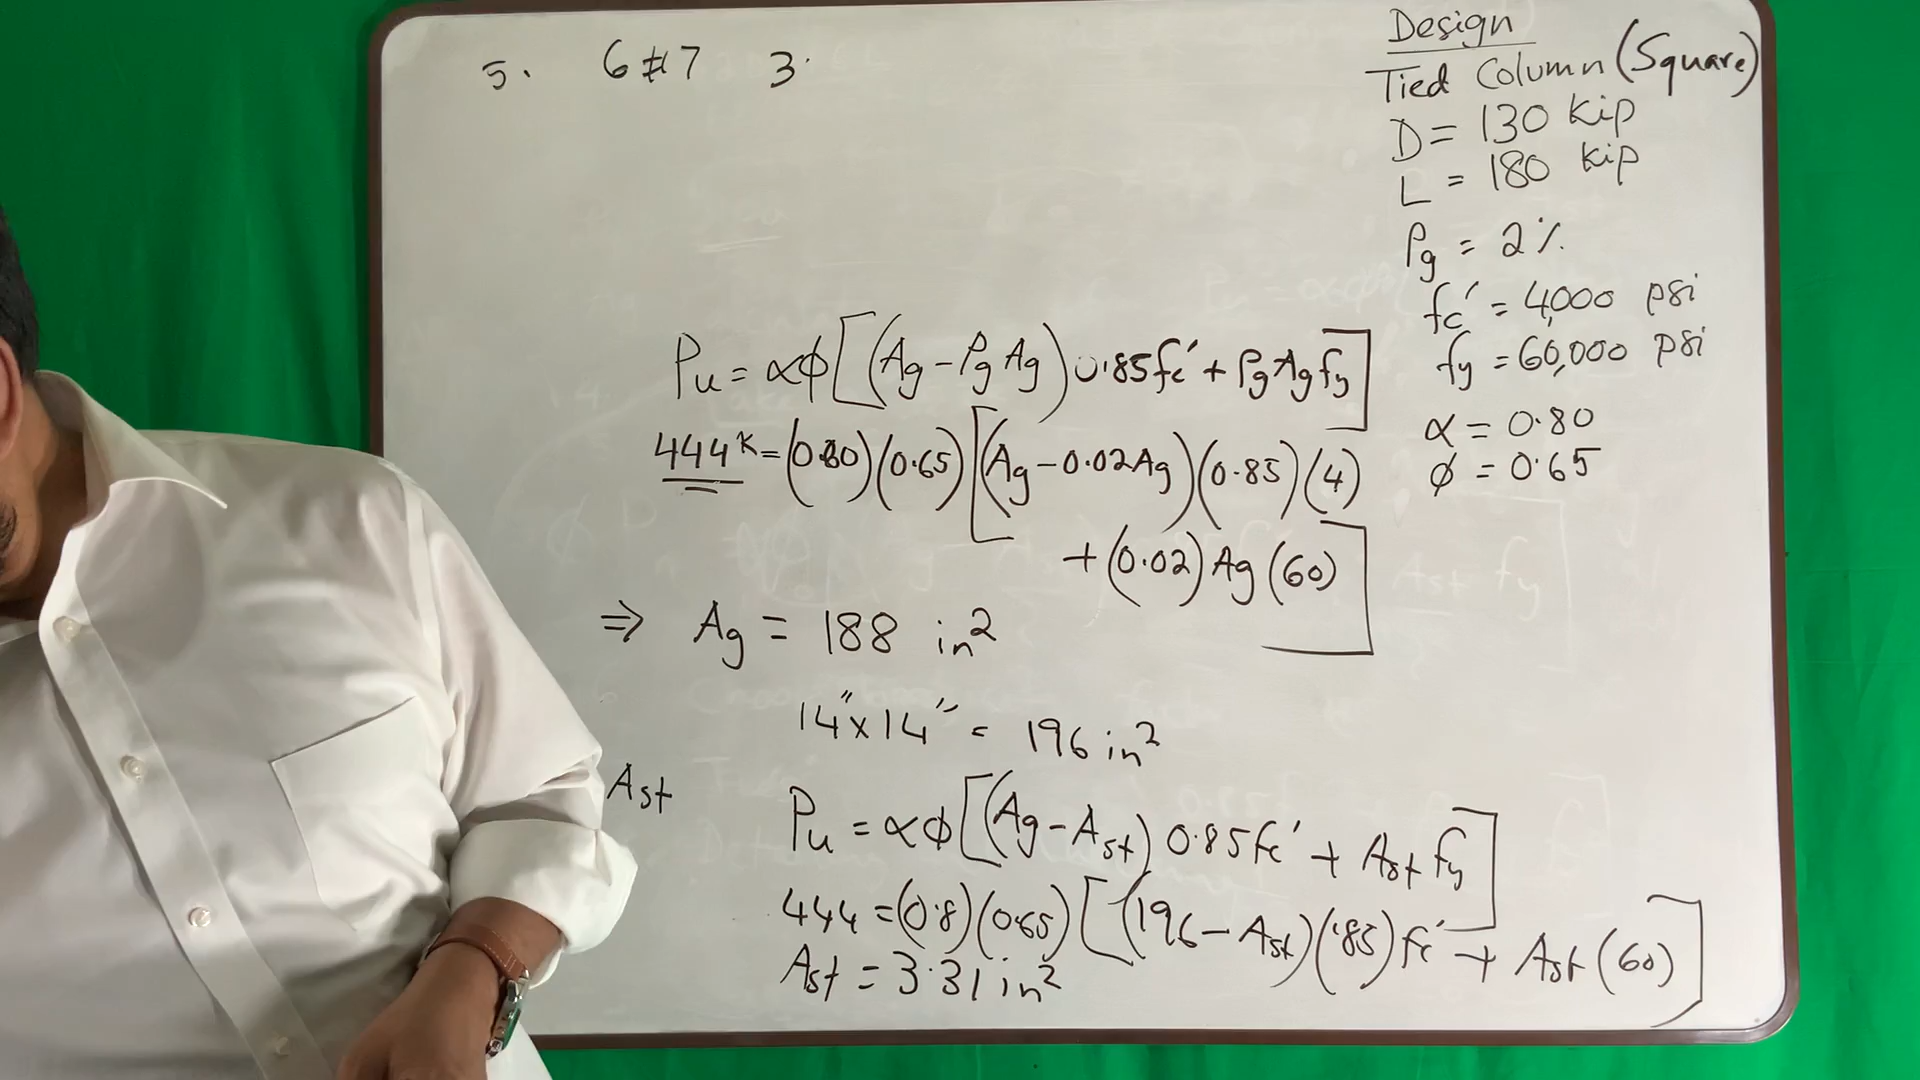 5. 6#7 3.
Design
Tied Column (Square)
D = 130 kip
L = 180 kip
ρg = 2%
fc' = 4,000 psi
fy = 60,000 psi
α = 0.80
ϕ = 0.65
Pu = αϕ[(Ag - ρg Ag) 0.85fc' + ρg Ag fy]
444ᴷ = (0.80)(0.65)[(Ag - 0.02Ag)(0.85)(4)
+ (0.02) Ag (60)]
⇒ Ag = 188 in²
14" x 14" = 196 in²
Ast
Pu = αϕ[(Ag - Ast) 0.85fc' + Ast fy]
444 = (0.8)(0.65)[(196 - Ast)(.85)fc' + Ast (60)]
Ast = 3.31 in²